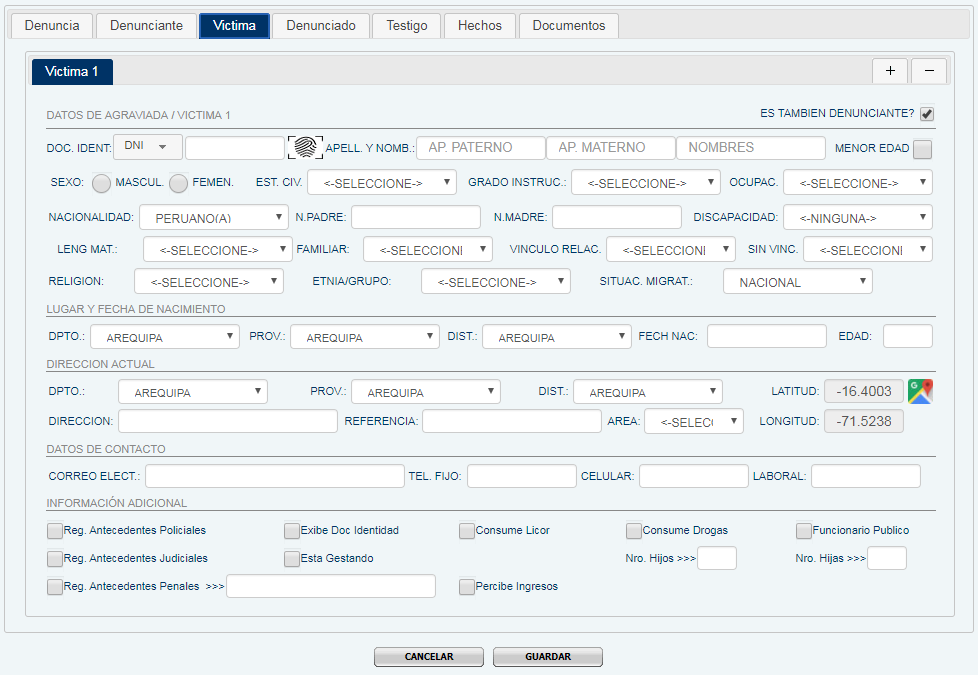 Denuncia Denunciante Victima Denunciado Testigo Hechos Documentos
Victima 1 + −
DATOS DE AGRAVIADA / VICTIMA 1 ES TAMBIEN DENUNCIANTE?
DOC. IDENT: DNI APELL. Y NOMB.: AP. PATERNO AP. MATERNO NOMBRES MENOR EDAD
SEXO: MASCUL. FEMEN. EST. CIV. <-SELECCIONE-> GRADO INSTRUC.: <-SELECCIONE-> OCUPAC. <-SELECCIONE->
NACIONALIDAD: PERUANO(A) N.PADRE: N.MADRE: DISCAPACIDAD: <-NINGUNA->
LENG MAT.: <-SELECCIONE-> FAMILIAR: <-SELECCIONI VINCULO RELAC. <-SELECCIONI SIN VINC. <-SELECCIONI
RELIGION: <-SELECCIONE-> ETNIA/GRUPO: <-SELECCIONE-> SITUAC. MIGRAT.: NACIONAL
LUGAR Y FECHA DE NACIMIENTO
DPTO.: AREQUIPA PROV.: AREQUIPA DIST.: AREQUIPA FECH NAC: EDAD:
DIRECCION ACTUAL
DPTO.: AREQUIPA PROV.: AREQUIPA DIST.: AREQUIPA LATITUD: -16.4003
DIRECCION: REFERENCIA: AREA: <-SELEC( LONGITUD: -71.5238
DATOS DE CONTACTO
CORREO ELECT.: TEL. FIJO: CELULAR: LABORAL:
INFORMACIÓN ADICIONAL
Reg. Antecedentes Policiales Exibe Doc Identidad Consume Licor Consume Drogas Funcionario Publico
Reg. Antecedentes Judiciales Esta Gestando Nro. Hijos >>> Nro. Hijas >>>
Reg. Antecedentes Penales >>> Percibe Ingresos
CANCELAR GUARDAR